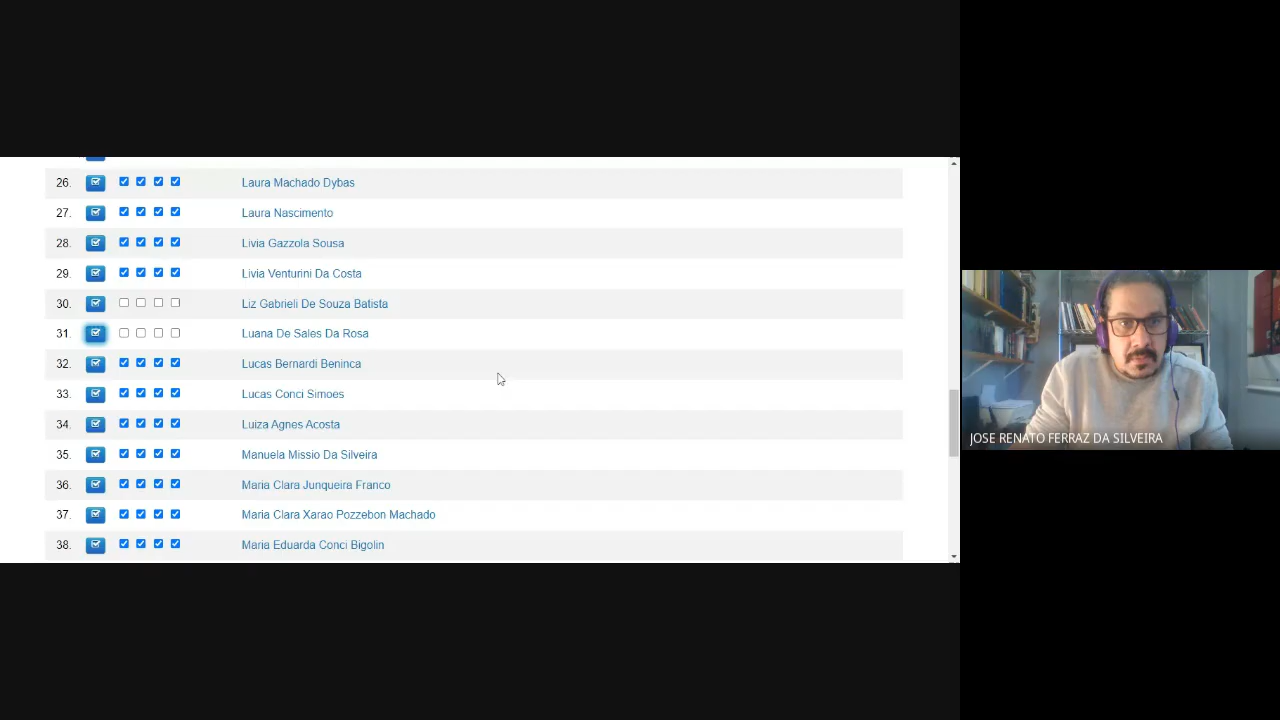 26. Laura Machado Dybas
27. Laura Nascimento
28. Livia Gazzola Sousa
29. Livia Venturini Da Costa
30. Liz Gabrieli De Souza Batista
31. Luana De Sales Da Rosa
32. Lucas Bernardi Beninca
33. Lucas Conci Simoes
34. Luiza Agnes Acosta
35. Manuela Missio Da Silveira
36. Maria Clara Junqueira Franco
37. Maria Clara Xarao Pozzebon Machado
38. Maria Eduarda Conci Bigolin
JOSE RENATO FERRAZ DA SILVEIRA